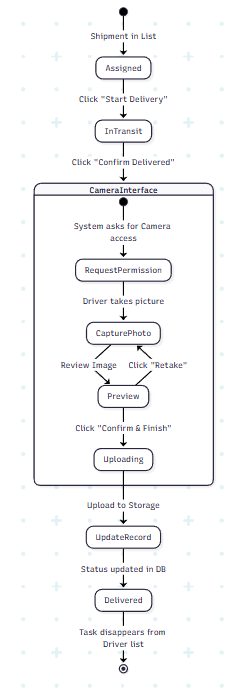 Shipment in List
Assigned
Click "Start Delivery"
InTransit
Click "Confirm Delivered"
CameraInterface
System asks for Camera
access
RequestPermission
Driver takes picture
CapturePhoto
Review Image
Click "Retake"
Preview
Click "Confirm & Finish"
Uploading
Upload to Storage
UpdateRecord
Status updated in DB
Delivered
Task disappears from
Driver list